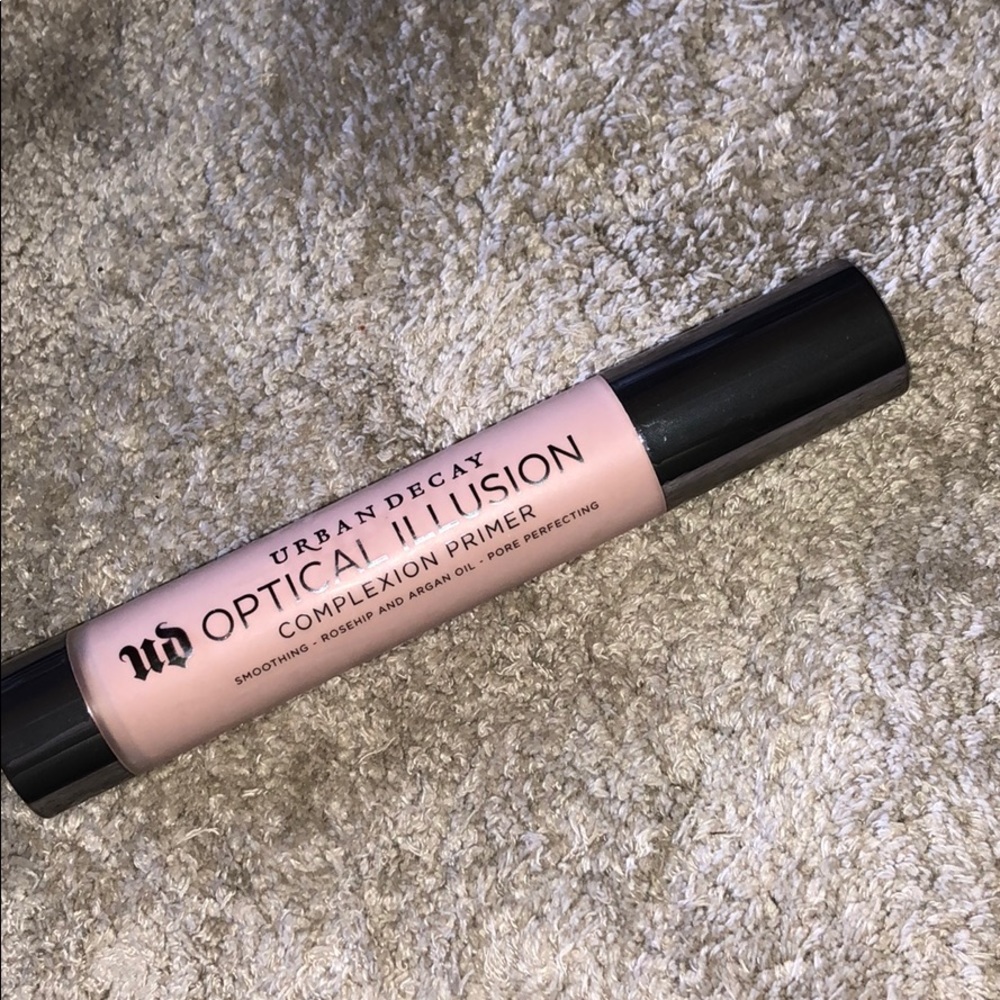 URBAN DECAY
UD OPTICAL ILLUSION
COMPLEXION PRIMER
SMOOTHING - ROSEHIP AND ARGAN OIL - PORE PERFECTING